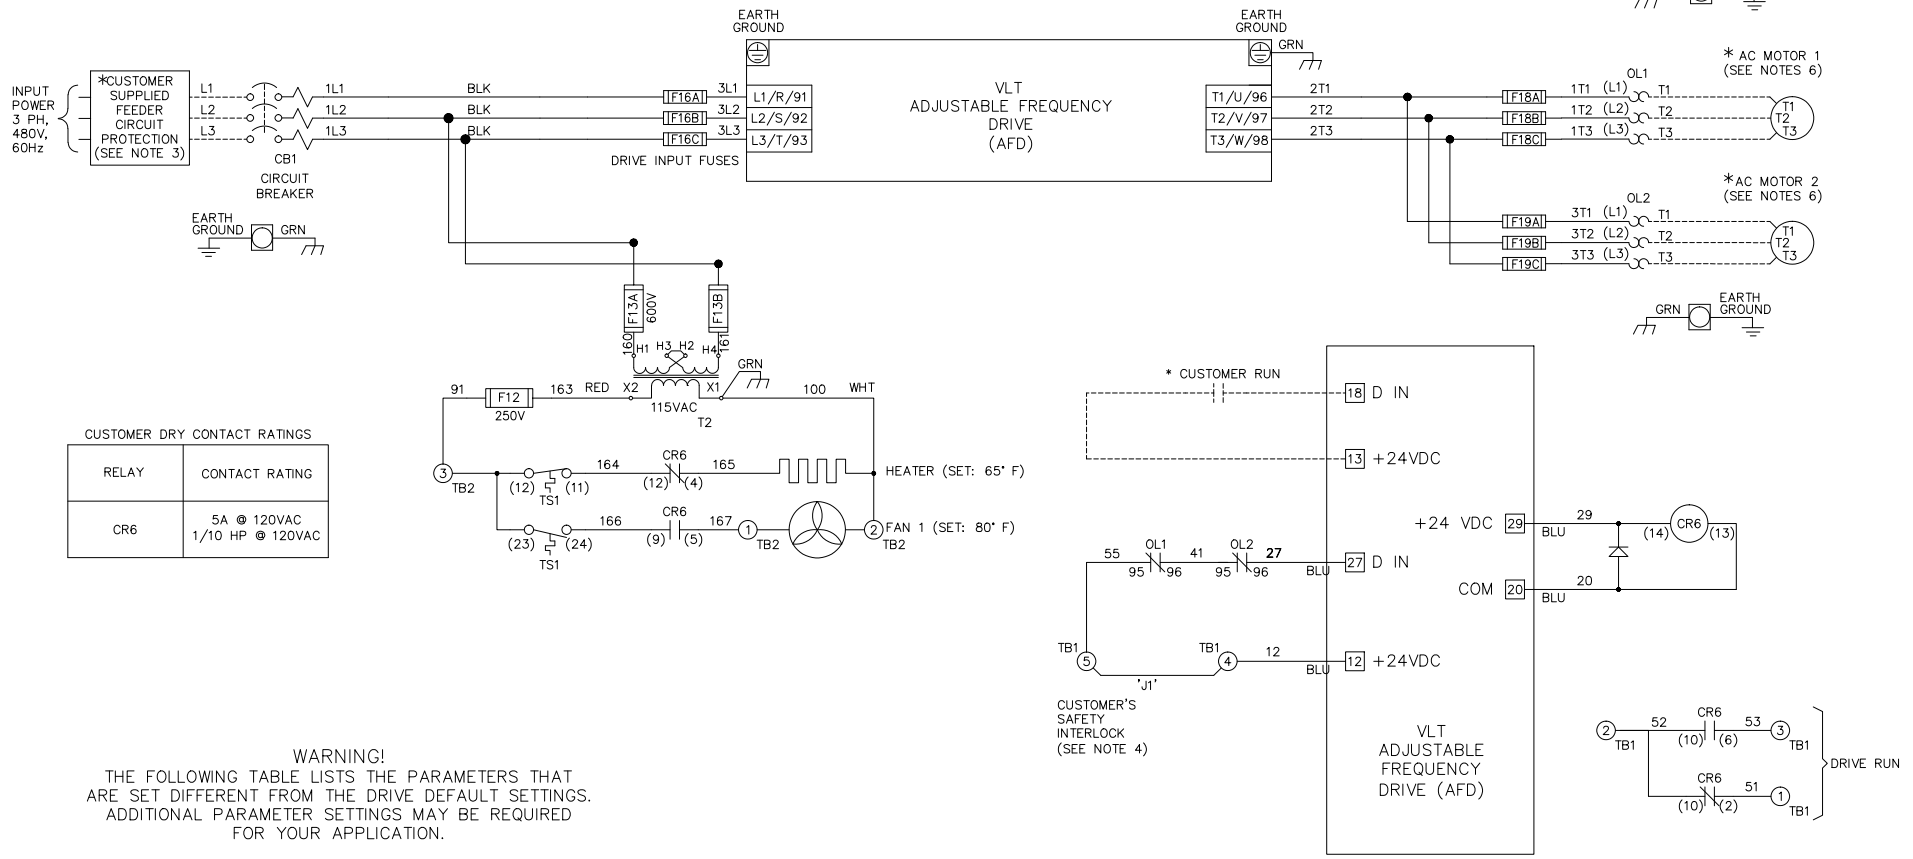 EARTH
GROUND
EARTH
GROUND
GRN
INPUT
POWER
3 PH,
480V,
60Hz
*CUSTOMER
SUPPLIED
FEEDER
CIRCUIT
PROTECTION
(SEE NOTE 3)
L1
L2
L3
CB1
CIRCUIT
BREAKER
1L1
1L2
1L3
BLK
BLK
BLK
F16A
F16B
F16C
DRIVE INPUT FUSES
3L1
3L2
3L3
L1/R/91
L2/S/92
L3/T/93
VLT
ADJUSTABLE FREQUENCY
DRIVE
(AFD)
T1/U/96
T2/V/97
T3/W/98
2T1
2T2
2T3
F18A
F18B
F18C
1T1 (L1)
1T2 (L2)
1T3 (L3)
OL1
T1
T2
T3
* AC MOTOR 1
(SEE NOTES 6)
T1
T2
T3
F19A
F19B
F19C
3T1 (L1)
3T2 (L2)
3T3 (L3)
OL2
T1
T2
T3
*AC MOTOR 2
(SEE NOTES 6)
T1
T2
T3
GRN
EARTH
GROUND
EARTH
GROUND
GRN
F13A
600V
F13B
160
161
H1 H3 H2 H4
GRN
91
F12
250V
163
RED
X2
X1
115VAC
T2
100
WHT
3
TB2
(12)
(11)
TS1
164
CR6
(12)
(4)
165
HEATER (SET: 65° F)
(23)
(24)
TS1
166
CR6
(9)
(5)
167
1
TB2
2
TB2
FAN 1 (SET: 80° F)
CUSTOMER DRY CONTACT RATINGS
RELAY
CONTACT RATING
CR6
5A @ 120VAC
1/10 HP @ 120VAC
* CUSTOMER RUN
18 D IN
13 +24VDC
+24 VDC 29
BLU
29
CR6
(14)
(13)
COM 20
BLU
20
55
OL1
95
96
41
OL2
95
96
27
BLU
27 D IN
TB1
5
'J1'
TB1
4
12
BLU
12 +24VDC
CUSTOMER'S
SAFETY
INTERLOCK
(SEE NOTE 4)
VLT
ADJUSTABLE
FREQUENCY
DRIVE (AFD)
2
TB1
52
CR6
(10)
(6)
53
3
TB1
CR6
(10)
(2)
51
1
TB1
DRIVE RUN
WARNING!
THE FOLLOWING TABLE LISTS THE PARAMETERS THAT
ARE SET DIFFERENT FROM THE DRIVE DEFAULT SETTINGS.
ADDITIONAL PARAMETER SETTINGS MAY BE REQUIRED
FOR YOUR APPLICATION.